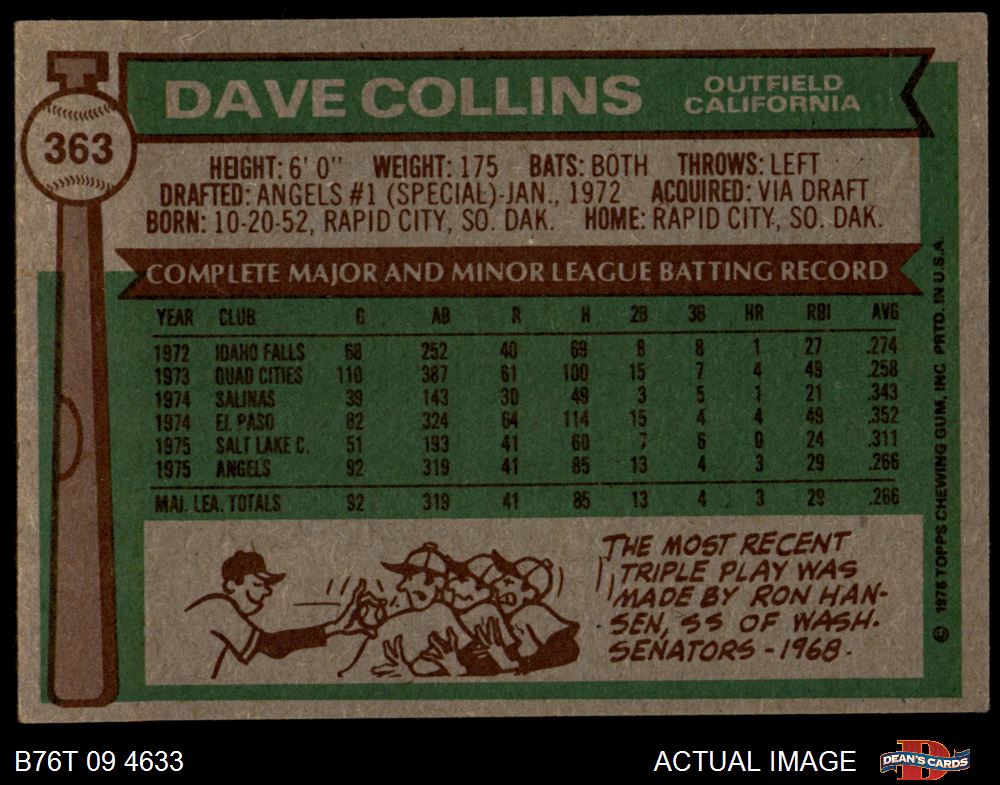 363
DAVE COLLINS
OUTFIELD
CALIFORNIA
HEIGHT: 6' 0" WEIGHT: 175 BATS: BOTH THROWS: LEFT
DRAFTED: ANGELS #1 (SPECIAL)-JAN., 1972 ACQUIRED: VIA DRAFT
BORN: 10-20-52, RAPID CITY, SO. DAK. HOME: RAPID CITY, SO. DAK.
COMPLETE MAJOR AND MINOR LEAGUE BATTING RECORD
YEAR CLUB G AB R H 2B 3B HR RBI AVG
1972 IDAHO FALLS 68 252 40 69 8 8 1 27 .274
1973 QUAD CITIES 110 387 61 100 15 7 4 49 .258
1974 SALINAS 39 143 30 49 3 5 1 21 .343
1974 EL PASO 82 324 64 114 15 4 4 49 .352
1975 SALT LAKE C. 51 193 41 60 7 6 0 24 .311
1975 ANGELS 92 319 41 85 13 4 3 29 .266
MAJ. LEA. TOTALS 92 319 41 85 13 4 3 29 .266
THE MOST RECENT
TRIPLE PLAY WAS
MADE BY RON HAN-
SEN, SS OF WASH.
SENATORS - 1968.
© 1976 TOPPS CHEWING GUM, INC PRTD. IN U.S.A.
B76T 09 4633
ACTUAL IMAGE
D
DEAN'S CARDS